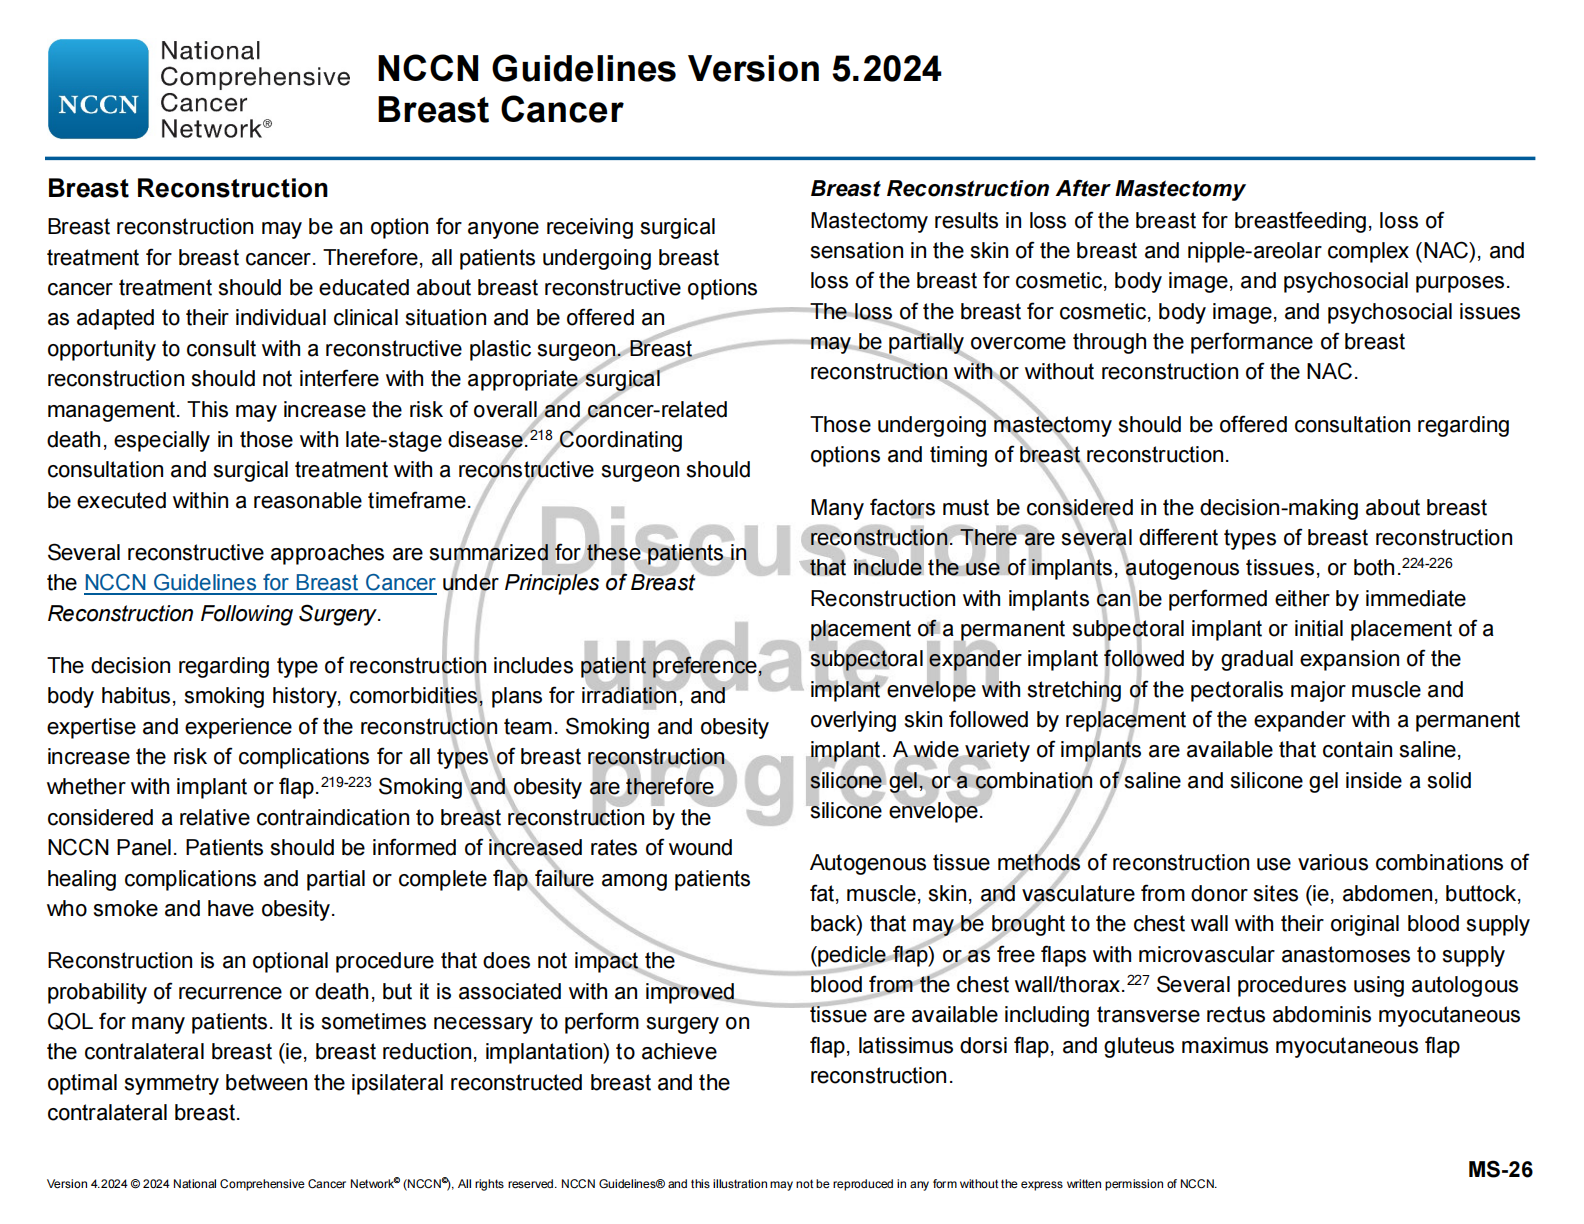 NCCN
National
Comprehensive
Cancer
Network®
NCCN Guidelines Version 5.2024
Breast Cancer
Breast Reconstruction
Breast reconstruction may be an option for anyone receiving surgical
treatment for breast cancer. Therefore, all patients undergoing breast
cancer treatment should be educated about breast reconstructive options
as adapted to their individual clinical situation and be offered an
opportunity to consult with a reconstructive plastic surgeon. Breast
reconstruction should not interfere with the appropriate surgical
management. This may increase the risk of overall and cancer-related
death, especially in those with late-stage disease.218 Coordinating
consultation and surgical treatment with a reconstructive surgeon should
be executed within a reasonable timeframe.
Several reconstructive approaches are summarized for these patients in
the NCCN Guidelines for Breast Cancer under Principles of Breast
Reconstruction Following Surgery.
The decision regarding type of reconstruction includes patient preference,
body habitus, smoking history, comorbidities, plans for irradiation, and
expertise and experience of the reconstruction team. Smoking and obesity
increase the risk of complications for all types of breast reconstruction
whether with implant or flap.219-223 Smoking and obesity are therefore
considered a relative contraindication to breast reconstruction by the
NCCN Panel. Patients should be informed of increased rates of wound
healing complications and partial or complete flap failure among patients
who smoke and have obesity.
Reconstruction is an optional procedure that does not impact the
probability of recurrence or death, but it is associated with an improved
QOL for many patients. It is sometimes necessary to perform surgery on
the contralateral breast (ie, breast reduction, implantation) to achieve
optimal symmetry between the ipsilateral reconstructed breast and the
contralateral breast.
Breast Reconstruction After Mastectomy
Mastectomy results in loss of the breast for breastfeeding, loss of
sensation in the skin of the breast and nipple-areolar complex (NAC), and
loss of the breast for cosmetic, body image, and psychosocial purposes.
The loss of the breast for cosmetic, body image, and psychosocial issues
may be partially overcome through the performance of breast
reconstruction with or without reconstruction of the NAC.
Those undergoing mastectomy should be offered consultation regarding
options and timing of breast reconstruction.
Many factors must be considered in the decision-making about breast
reconstruction. There are several different types of breast reconstruction
that include the use of implants, autogenous tissues, or both.224-226
Reconstruction with implants can be performed either by immediate
placement of a permanent subpectoral implant or initial placement of a
subpectoral expander implant followed by gradual expansion of the
implant envelope with stretching of the pectoralis major muscle and
overlying skin followed by replacement of the expander with a permanent
implant. A wide variety of implants are available that contain saline,
silicone gel, or a combination of saline and silicone gel inside a solid
silicone envelope.
Autogenous tissue methods of reconstruction use various combinations of
fat, muscle, skin, and vasculature from donor sites (ie, abdomen, buttock,
back) that may be brought to the chest wall with their original blood supply
(pedicle flap) or as free flaps with microvascular anastomoses to supply
blood from the chest wall/thorax.227 Several procedures using autologous
tissue are available including transverse rectus abdominis myocutaneous
flap, latissimus dorsi flap, and gluteus maximus myocutaneous flap
reconstruction.
Discussion
update in
progress
MS-26
Version 4.2024 © 2024 National Comprehensive Cancer Network© (NCCN©), All rights reserved. NCCN Guidelines® and this illustration may not be reproduced in any form without the express written permission of NCCN.